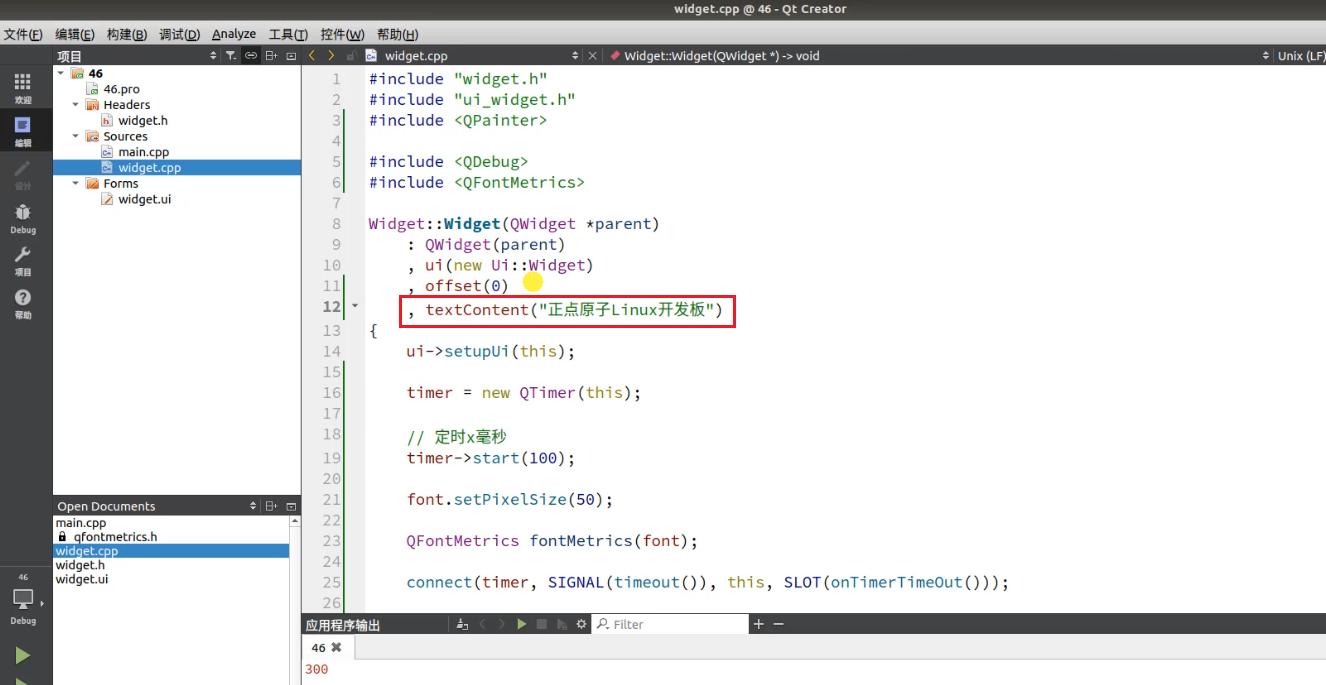 widget.cpp @ 46 - Qt Creator
文件(F) 编辑(E) 构建(B) 调试(D) Analyze 工具(T) 控件(W) 帮助(H)
项目
widget.cpp
Widget::Widget(QWidget *) -> void
Unix (LF)
欢迎
编辑
设计
Debug
项目
帮助
46
Debug
46
46.pro
Headers
widget.h
Sources
main.cpp
widget.cpp
Forms
widget.ui
Open Documents
main.cpp
qfontmetrics.h
widget.cpp
widget.h
widget.ui
1 #include "widget.h"
2 #include "ui_widget.h"
3 #include <QPainter>
4
5 #include <QDebug>
6 #include <QFontMetrics>
7
8 Widget::Widget(QWidget *parent)
9     : QWidget(parent)
10     , ui(new Ui::Widget)
11     , offset(0)
12     , textContent("正点原子Linux开发板")
13 {
14     ui->setupUi(this);
15
16     timer = new QTimer(this);
17
18     // 定时x毫秒
19     timer->start(100);
20
21     font.setPixelSize(50);
22
23     QFontMetrics fontMetrics(font);
24
25     connect(timer, SIGNAL(timeout()), this, SLOT(onTimerTimeOut()));
26
应用程序输出
Filter
46
300